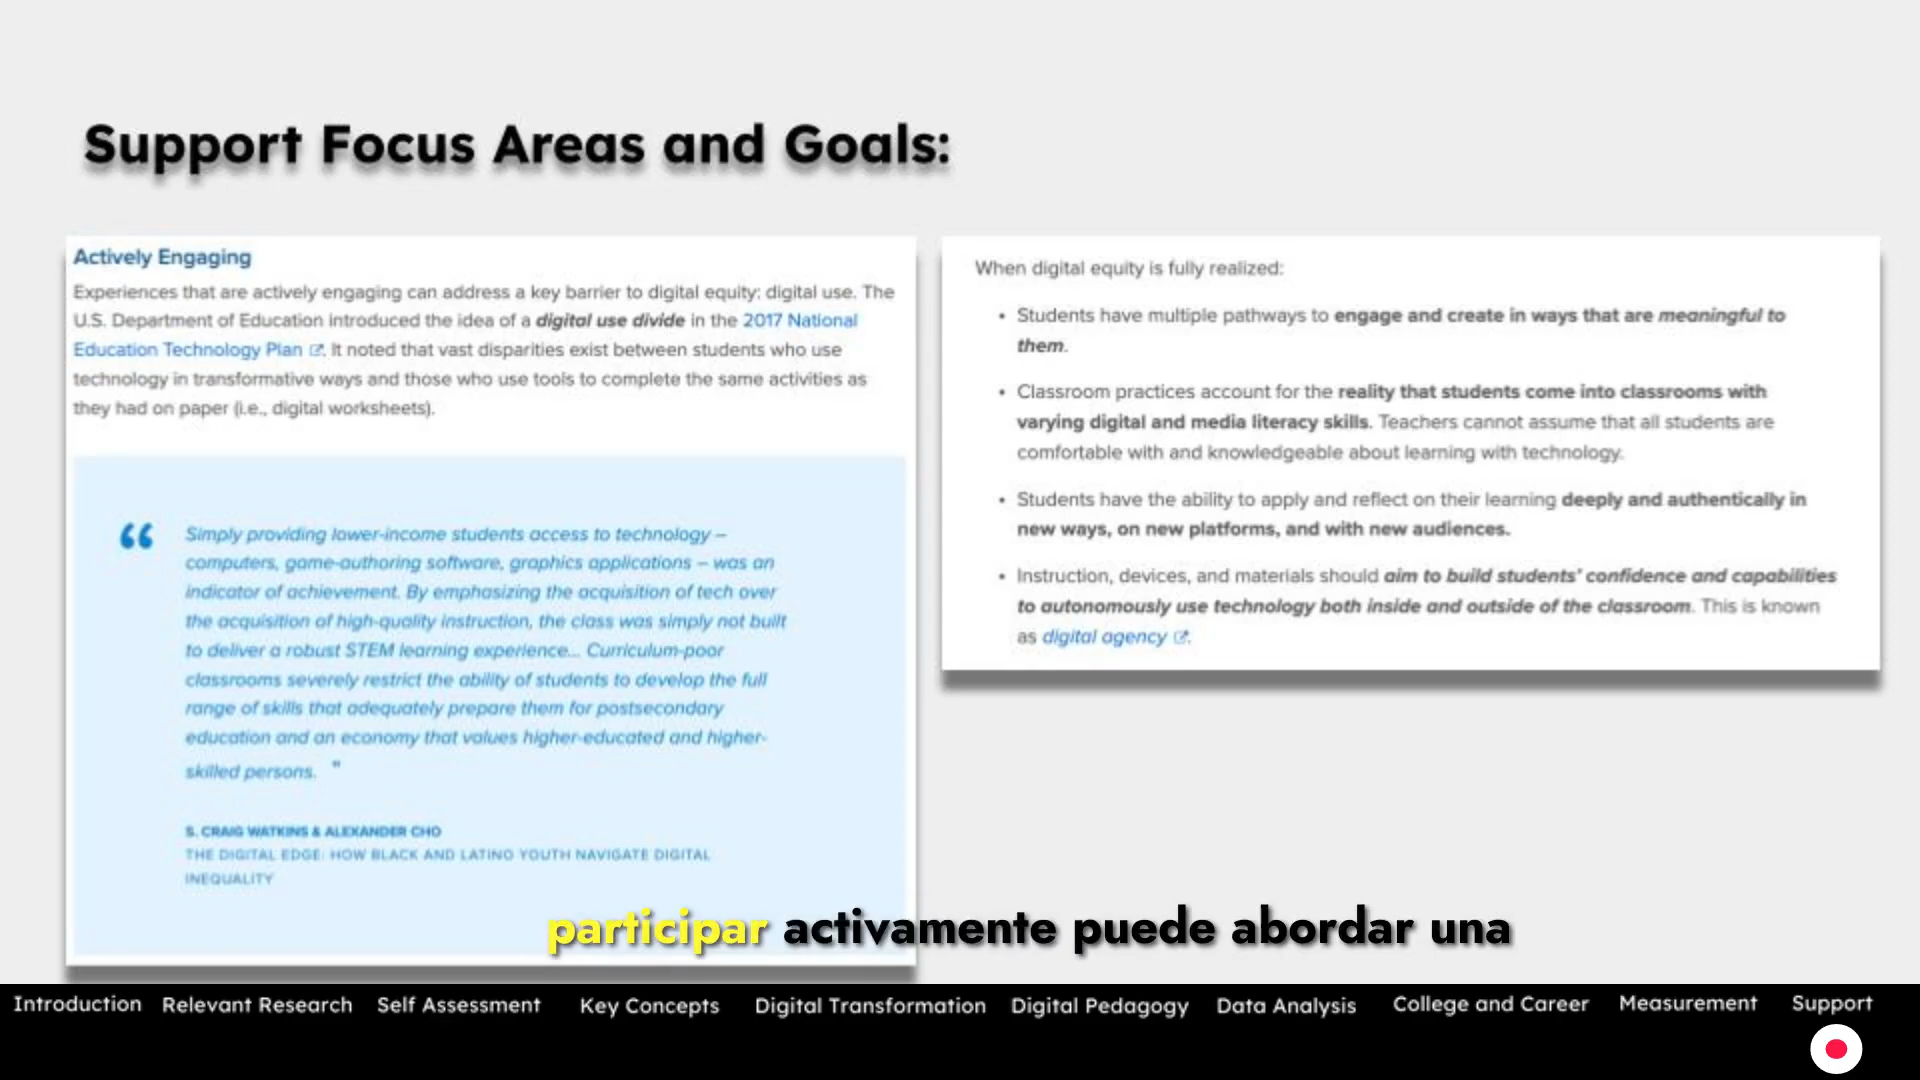 Support Focus Areas and Goals:
Actively Engaging
Experiences that are actively engaging can address a key barrier to digital equity: digital use. The
U.S. Department of Education introduced the idea of a digital use divide in the 2017 National
Education Technology Plan. It noted that vast disparities exist between students who use
technology in transformative ways and those who use tools to complete the same activities as
they had on paper (i.e., digital worksheets).
“
Simply providing lower-income students access to technology –
computers, game-authoring software, graphics applications – was an
indicator of achievement. By emphasizing the acquisition of tech over
the acquisition of high-quality instruction, the class was simply not built
to deliver a robust STEM learning experience... Curriculum-poor
classrooms severely restrict the ability of students to develop the full
range of skills that adequately prepare them for postsecondary
education and an economy that values higher-educated and higher-
skilled persons. ”
S. CRAIG WATKINS & ALEXANDER CHO
THE DIGITAL EDGE: HOW BLACK AND LATINO YOUTH NAVIGATE DIGITAL
INEQUALITY
When digital equity is fully realized:
• Students have multiple pathways to engage and create in ways that are meaningful to
them.
• Classroom practices account for the reality that students come into classrooms with
varying digital and media literacy skills. Teachers cannot assume that all students are
comfortable with and knowledgeable about learning with technology.
• Students have the ability to apply and reflect on their learning deeply and authentically in
new ways, on new platforms, and with new audiences.
• Instruction, devices, and materials should aim to build students’ confidence and capabilities
to autonomously use technology both inside and outside of the classroom. This is known
as digital agency.
participar activamente puede abordar una
Introduction Relevant Research Self Assessment Key Concepts Digital Transformation Digital Pedagogy Data Analysis College and Career Measurement Support